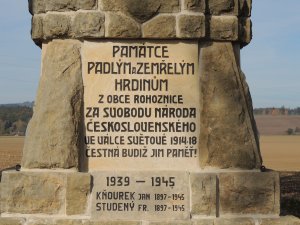 PAMÁTCE
PADLÝM A ZEMŘELÝM
HRDINŮM
Z OBCE ROHOZNICE
ZA SVOBODU NÁRODA
ČESKOSLOVENSKÉHO
VE VÁLCE SVĚTOVÉ 1914-18
ČESTNÁ BUDIŽ JIM PAMĚŤ!
1939 — 1945
KŇOUREK JAN 1897-1945
STUDENÝ FR. 1897-1945